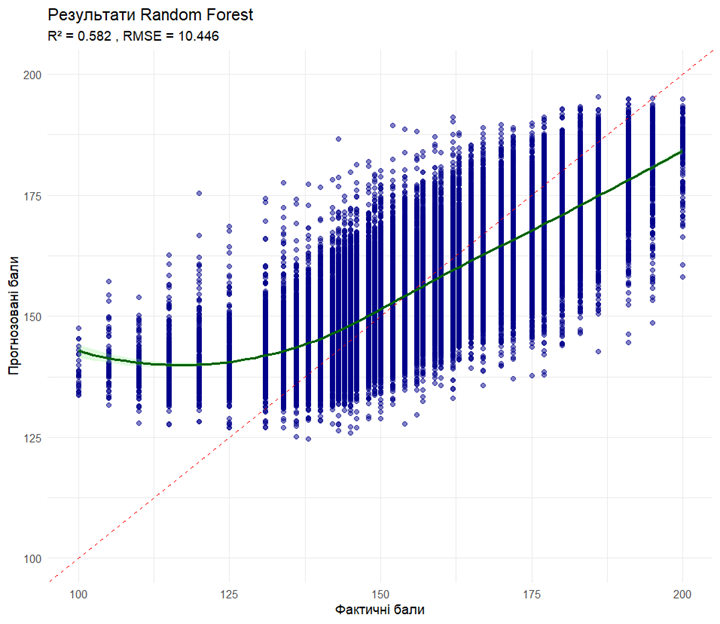 Результати Random Forest
R² = 0.582 , RMSE = 10.446
200
175
150
125
100
Прогнозовані бали
100
125
150
175
200
Фактичні бали